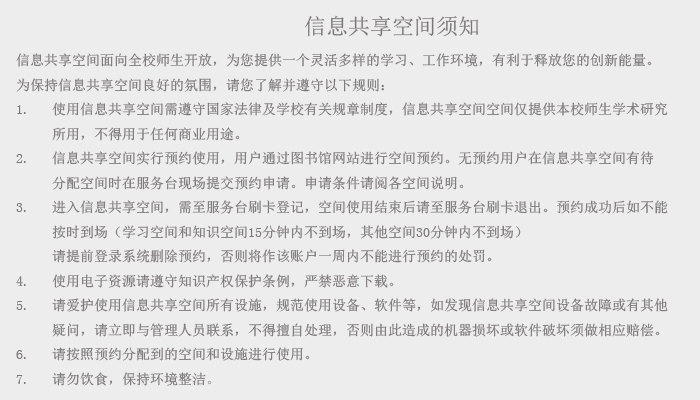 信息共享空间须知
信息共享空间面向全校师生开放，为您提供一个灵活多样的学习、工作环境，有利于释放您的创新能量。
为保持信息共享空间良好的氛围，请您了解并遵守以下规则：
1. 使用信息共享空间需遵守国家法律及学校有关规章制度，信息共享空间空间仅提供本校师生学术研究
所用，不得用于任何商业用途。
2. 信息共享空间实行预约使用，用户通过图书馆网站进行空间预约。无预约用户在信息共享空间有待
分配空间时在服务台现场提交预约申请。申请条件请阅各空间说明。
3. 进入信息共享空间，需至服务台刷卡登记，空间使用结束后请至服务台刷卡退出。预约成功后如不能
按时到场（学习空间和知识空间15分钟内不到场，其他空间30分钟内不到场）
请提前登录系统删除预约，否则将作该账户一周内不能进行预约的处罚。
4. 使用电子资源请遵守知识产权保护条例，严禁恶意下载。
5. 请爱护使用信息共享空间所有设施，规范使用设备、软件等，如发现信息共享空间设备故障或有其他
疑问，请立即与管理人员联系，不得擅自处理，否则由此造成的机器损坏或软件破坏须做相应赔偿。
6. 请按照预约分配到的空间和设施进行使用。
7. 请勿饮食，保持环境整洁。